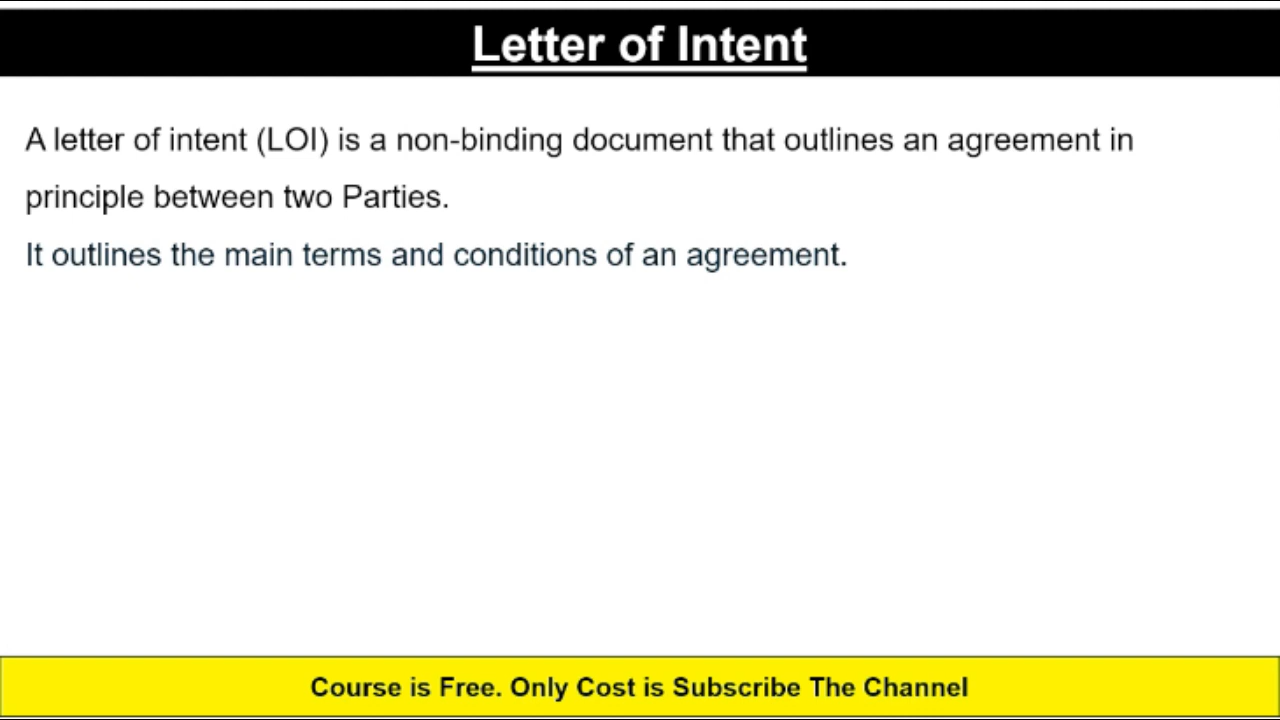 Letter of Intent
A letter of intent (LOI) is a non-binding document that outlines an agreement in
principle between two Parties.
It outlines the main terms and conditions of an agreement.
Course is Free. Only Cost is Subscribe The Channel